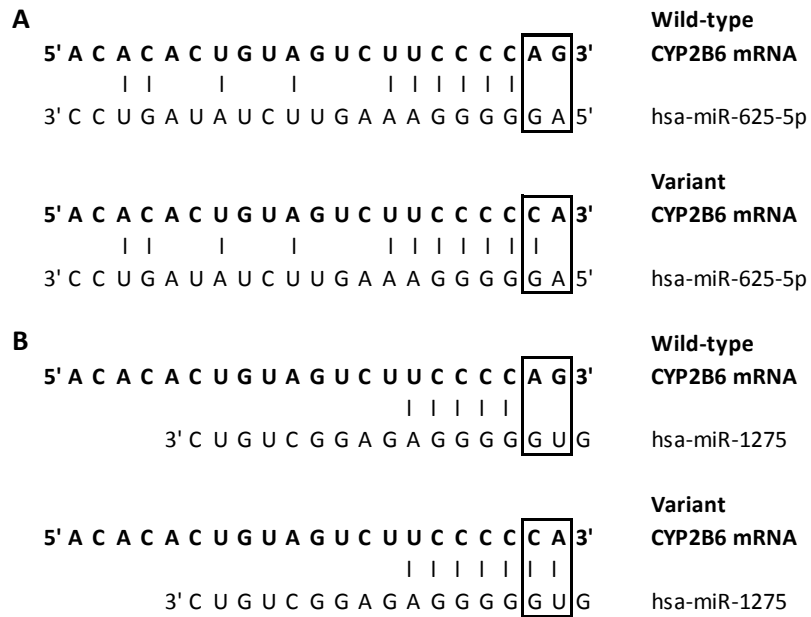 A
Wild-type
5' A C A C A C U G U A G U C U U C C C C A G 3' CYP2B6 mRNA
3' C C U G A U A U C U U G A A A G G G G G A 5' hsa-miR-625-5p
Variant
5' A C A C A C U G U A G U C U U C C C C C A 3' CYP2B6 mRNA
3' C C U G A U A U C U U G A A A G G G G G A 5' hsa-miR-625-5p
B
Wild-type
5' A C A C A C U G U A G U C U U C C C C A G 3' CYP2B6 mRNA
3' C U G U C G G A G A G G G G G U G hsa-miR-1275
Variant
5' A C A C A C U G U A G U C U U C C C C C A 3' CYP2B6 mRNA
3' C U G U C G G A G A G G G G G U G hsa-miR-1275